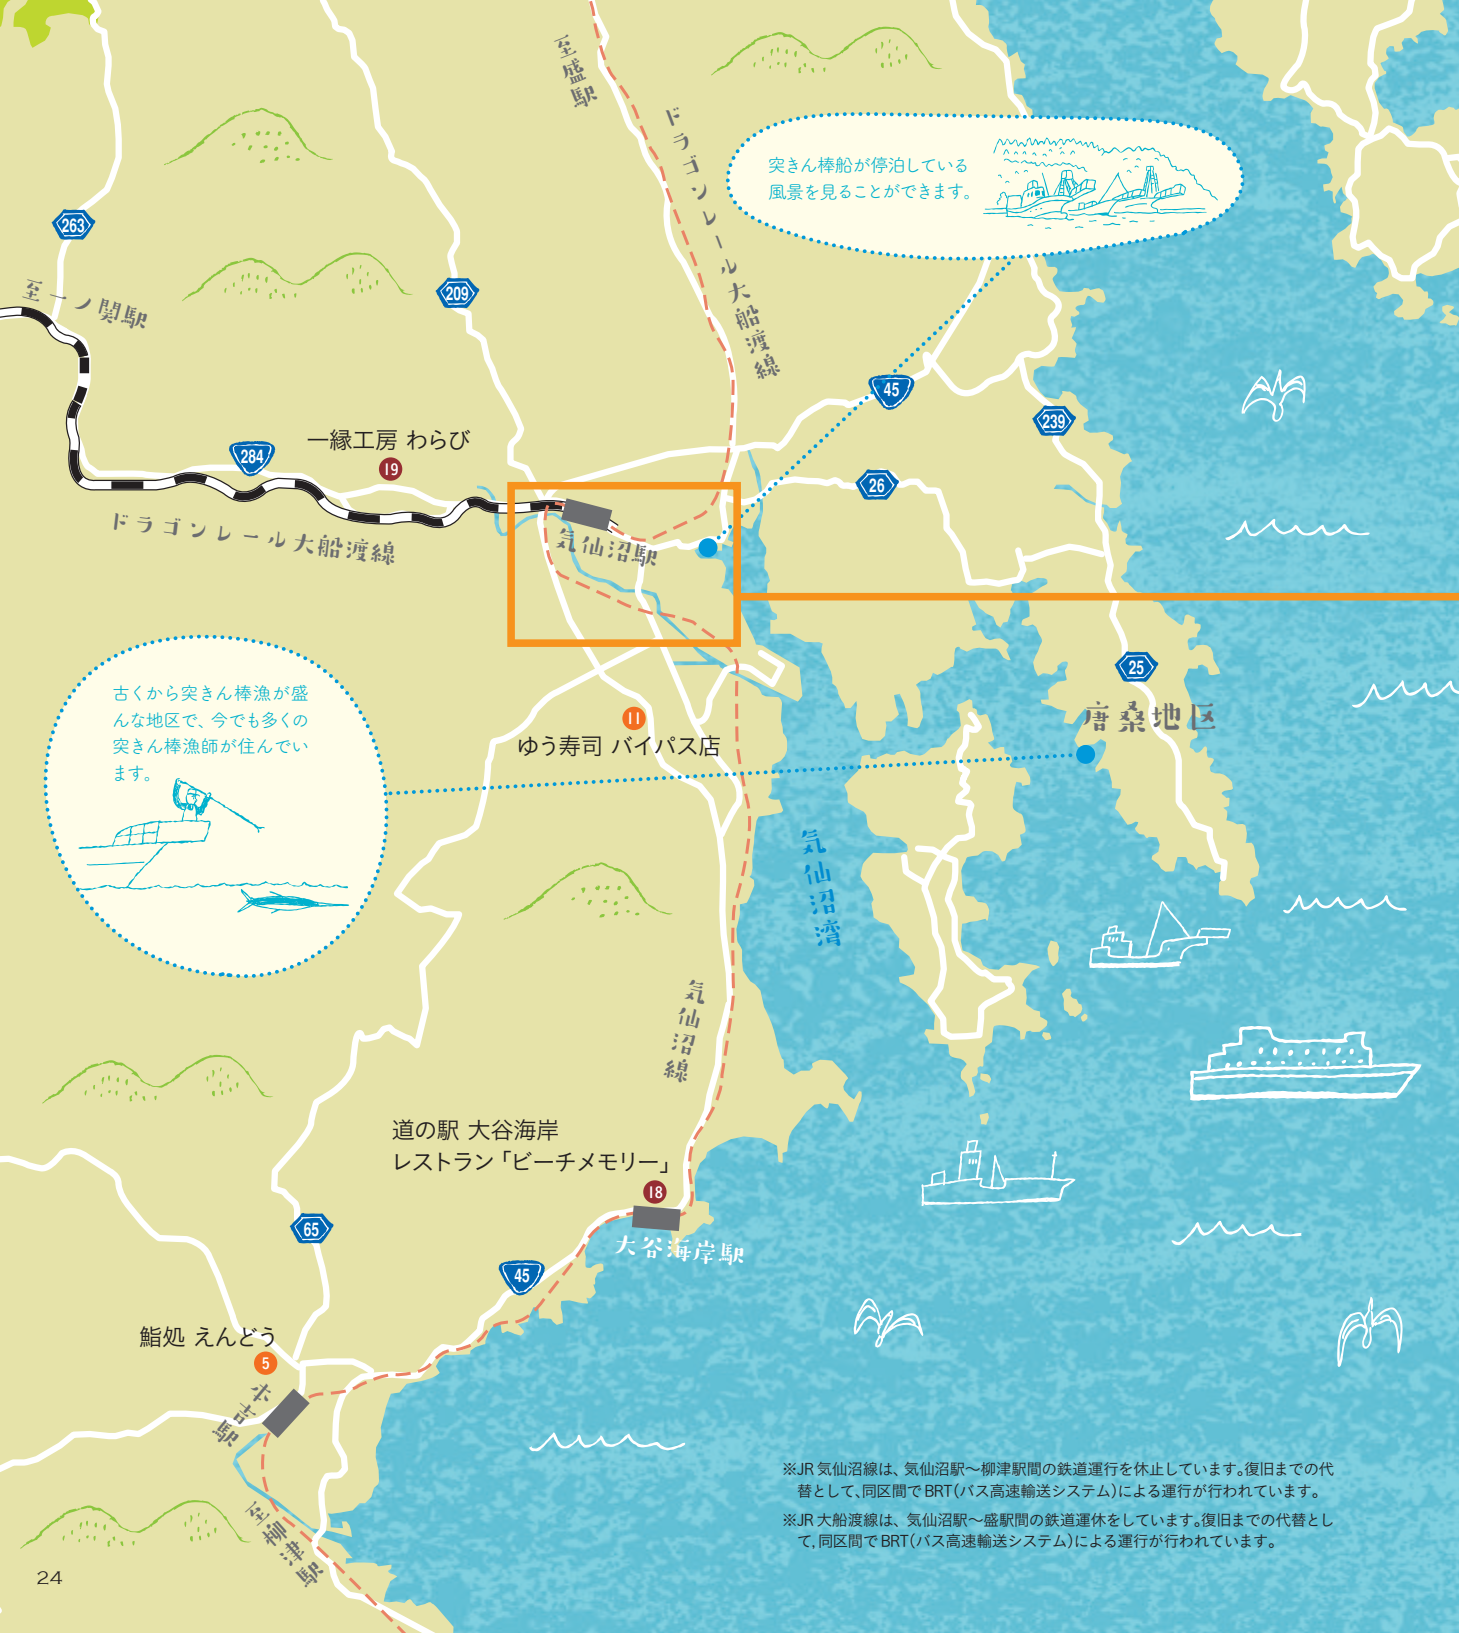 至盛駅
ドラゴンレール大船渡線
突きん棒船が停泊している
風景を見ることができます。
263
至一ノ関駅
209
45
239
一縁工房 わらび
19
284
26
ドラゴンレール大船渡線
気仙沼駅
古くから突きん棒漁が盛
んな地区で、今でも多くの
突きん棒漁師が住んでい
ます。
25
唐桑地区
11
ゆう寿司 バイパス店
気仙沼湾
気仙沼線
道の駅 大谷海岸
レストラン「ビーチメモリー」
18
大谷海岸駅
65
45
鮨処 えんどう
5
本吉駅
至柳津駅
※JR気仙沼線は、気仙沼駅〜柳津駅間の鉄道運行を休止しています。復旧までの代
替として、同区間でBRT(バス高速輸送システム)による運行が行われています。
※JR大船渡線は、気仙沼駅〜盛駅間の鉄道運休をしています。復旧までの代替とし
て、同区間でBRT(バス高速輸送システム)による運行が行われています。
24